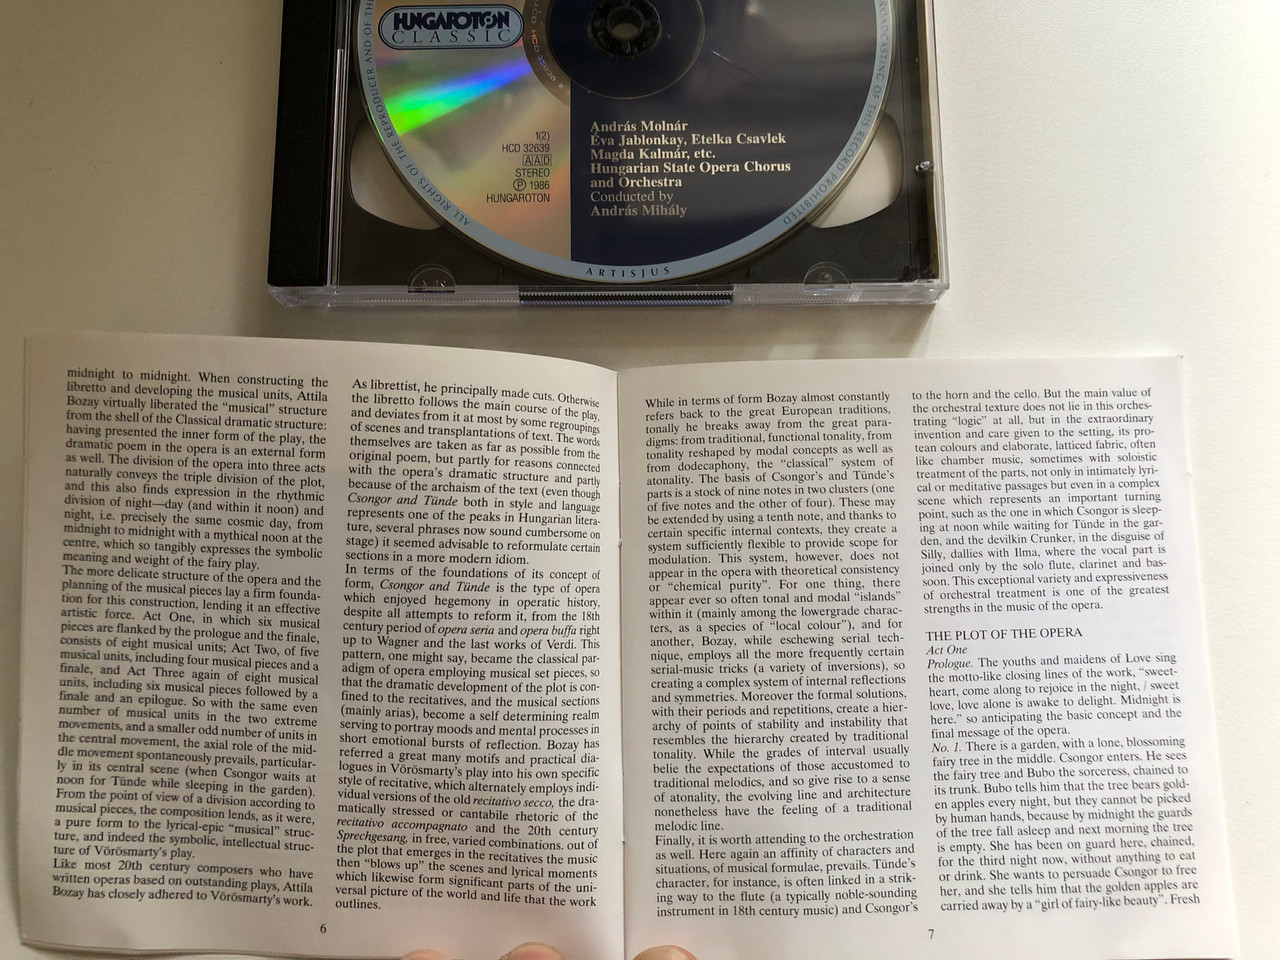 HUNGAROTON
CLASSIC
ALL RIGHTS OF THE REPRODUCER AND OF THE
BROADCASTING OF THIS RECORD PROHIBITED
1(2)
HCD 32639
AAD
STEREO
Ⓟ 1986
HUNGAROTON
András Molnár
Éva Jablonkay, Etelka Csavlek
Magda Kalmár, etc.
Hungarian State Opera Chorus
and Orchestra
Conducted by
András Mihály
ARTISJUS
midnight to midnight. When constructing the
libretto and developing the musical units, Attila
Bozay virtually liberated the “musical” structure
from the shell of the Classical dramatic structure:
having presented the inner form of the play, the
dramatic poem in the opera is an external form
as well. The division of the opera into three acts
naturally conveys the triple division of the plot,
and this also finds expression in the rhythmic
division of night—day (and within it noon) and
night, i.e. precisely the same cosmic day, from
midnight to midnight with a mythical noon at the
centre, which so tangibly expresses the symbolic
meaning and weight of the fairy play.
The more delicate structure of the opera and the
planning of the musical pieces lay a firm founda-
tion for this construction, lending it an effective
artistic force. Act One, in which six musical
pieces are flanked by the prologue and the finale,
consists of eight musical units; Act Two, of five
musical units, including four musical pieces and a
finale, and Act Three again of eight musical
units, including six musical pieces followed by a
finale and an epilogue. So with the same even
number of musical units in the two extreme
movements, and a smaller odd number of units in
the central movement, the axial role of the mid-
dle movement spontaneously prevails, particular-
ly in its central scene (when Csongor waits at
noon for Tünde while sleeping in the garden).
From the point of view of a division according to
musical pieces, the composition lends, as it were,
a pure form to the lyrical-epic “musical” struc-
ture, and indeed the symbolic, intellectual struc-
ture of Vörösmarty’s play.
Like most 20th century composers who have
written operas based on outstanding plays, Attila
Bozay has closely adhered to Vörösmarty’s work.
As librettist, he principally made cuts. Otherwise
the libretto follows the main course of the play,
and deviates from it at most by some regroupings
of scenes and transplantations of text. The words
themselves are taken as far as possible from the
original poem, but partly for reasons connected
with the opera’s dramatic structure and partly
because of the archaism of the text (even though
Csongor and Tünde both in style and language
represents one of the peaks in Hungarian litera-
ture, several phrases now sound cumbersome on
stage) it seemed advisable to reformulate certain
sections in a more modern idiom.
In terms of the foundations of its concept of
form, Csongor and Tünde is the type of opera
which enjoyed hegemony in operatic history,
despite all attempts to reform it, from the 18th
century period of opera seria and opera buffa right
up to Wagner and the last works of Verdi. This
pattern, one might say, became the classical par-
adigm of opera employing musical set pieces, so
that the dramatic development of the plot is con-
fined to the recitatives, and the musical sections
(mainly arias), become a self determining realm
serving to portray moods and mental processes in
short emotional bursts of reflection. Bozay has
referred a great many motifs and practical dia-
logues in Vörösmarty’s play into his own specific
style of recitative, which alternately employs indi-
vidual versions of the old recitativo secco, the dra-
matically stressed or cantabile rhetoric of the
recitativo accompagnato and the 20th century
Sprechgesang, in free, varied combinations. out of
the plot that emerges in the recitatives the music
then “blows up” the scenes and lyrical moments
which likewise form significant parts of the uni-
versal picture of the world and life that the work
outlines.
6
While in terms of form Bozay almost constantly
refers back to the great European traditions,
tonally he breaks away from the great para-
digms: from traditional, functional tonality, from
tonality reshaped by modal concepts as well as
from dodecaphony, the “classical” system of
atonality. The basis of Csongor’s and Tünde’s
parts is a stock of nine notes in two clusters (one
of five notes and the other of four). These may
be extended by using a tenth note, and thanks to
certain specific internal contexts, they create a
system sufficiently flexible to provide scope for
modulation. This system, however, does not
appear in the opera with theoretical consistency
or “chemical purity”. For one thing, there
appear ever so often tonal and modal “islands”
within it (mainly among the lowergrade charac-
ters, as a species of “local colour”), and for
another, Bozay, while eschewing serial tech-
nique, employs all the more frequently certain
serial-music tricks (a variety of inversions), so
creating a complex system of internal reflections
and symmetries. Moreover the formal solutions,
with their periods and repetitions, create a hier-
archy of points of stability and instability that
resembles the hierarchy created by traditional
tonality. While the grades of interval usually
belie the expectations of those accustomed to
traditional melodics, and so give rise to a sense
of atonality, the evolving line and architecture
nonetheless have the feeling of a traditional
melodic line.
Finally, it is worth attending to the orchestration
as well. Here again an affinity of characters and
situations, of musical formulae, prevails. Tünde’s
character, for instance, is often linked in a strik-
ing way to the flute (a typically noble-sounding
instrument in 18th century music) and Csongor’s
to the horn and the cello. But the main value of
the orchestral texture does not lie in this orches-
trating “logic” at all, but in the extraordinary
invention and care given to the setting, its pro-
tean colours and elaborate, latticed fabric, often
like chamber music, sometimes with soloistic
treatment of the parts, not only in intimately lyri-
cal or meditative passages but even in a complex
scene which represents an important turning
point, such as the one in which Csongor is sleep-
ing at noon while waiting for Tünde in the gar-
den, and the devilkin Crunker, in the disguise of
Silly, dallies with Ilma, where the vocal part is
joined only by the solo flute, clarinet and bas-
soon. This exceptional variety and expressiveness
of orchestral treatment is one of the greatest
strengths in the music of the opera.
THE PLOT OF THE OPERA
Act One
Prologue. The youths and maidens of Love sing
the motto-like closing lines of the work, “sweet-
heart, come along to rejoice in the night, / sweet
love, love alone is awake to delight. Midnight is
here.” so anticipating the basic concept and the
final message of the opera.
No. 1. There is a garden, with a lone, blossoming
fairy tree in the middle. Csongor enters. He sees
the fairy tree and Bubo the sorceress, chained to
its trunk. Bubo tells him that the tree bears gold-
en apples every night, but they cannot be picked
by human hands, because by midnight the guards
of the tree fall asleep and next morning the tree
is empty. She has been on guard here, chained,
for the third night now, without anything to eat
or drink. She wants to persuade Csongor to free
her, and she tells him that the golden apples are
carried away by a “girl of fairy-like beauty”. Fresh
7